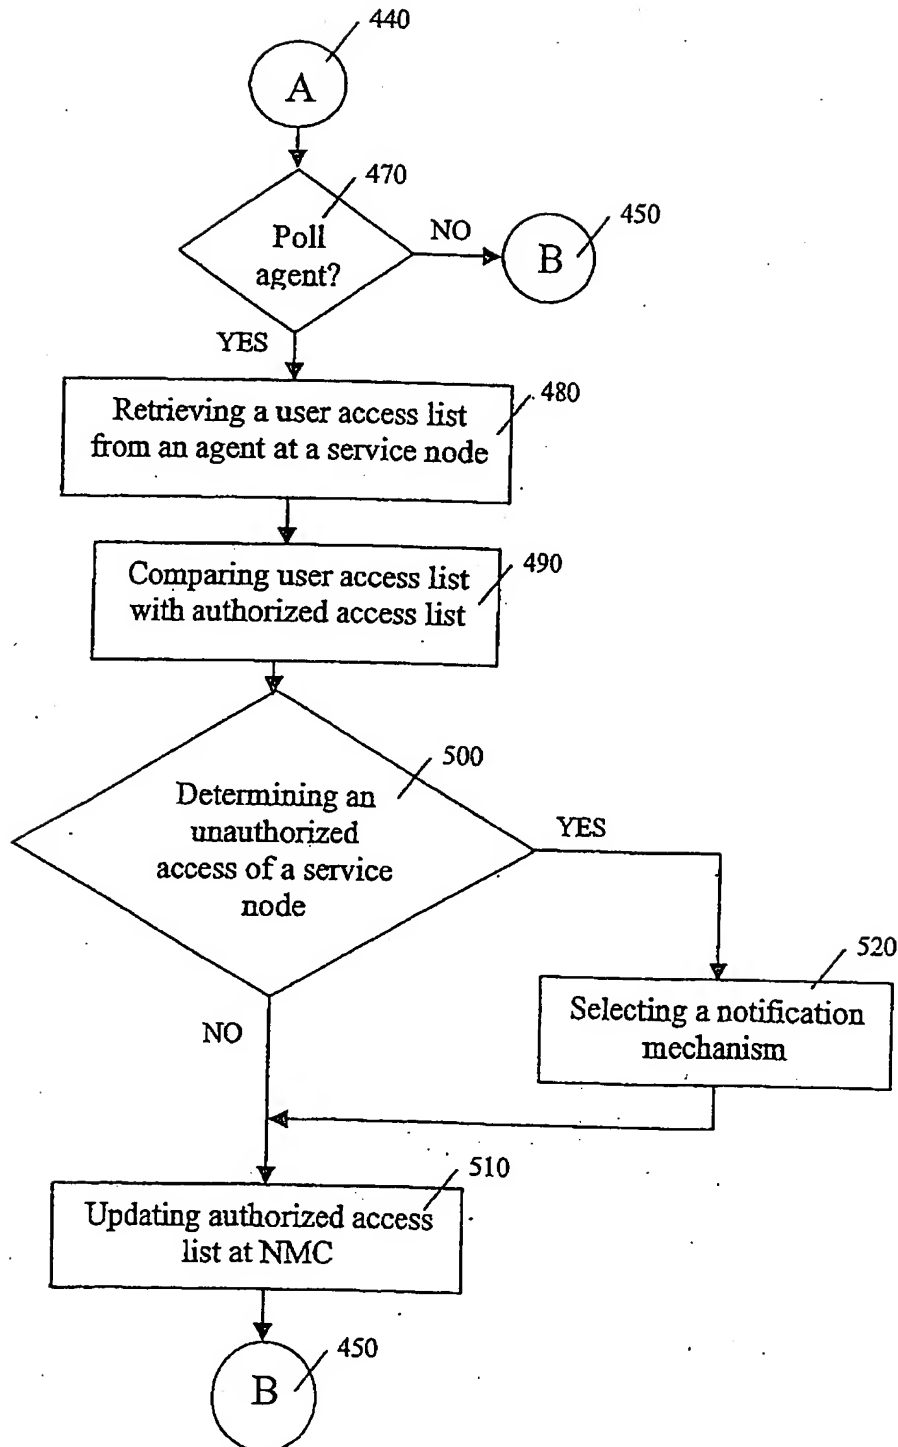 440
A
470
Poll
agent?
NO
450
B
YES
480
Retrieving a user access list
from an agent at a service node
490
Comparing user access list
with authorized access list
500
Determining an
unauthorized
access of a service
node
YES
520
Selecting a notification
mechanism
NO
510
Updating authorized access
list at NMC
450
B